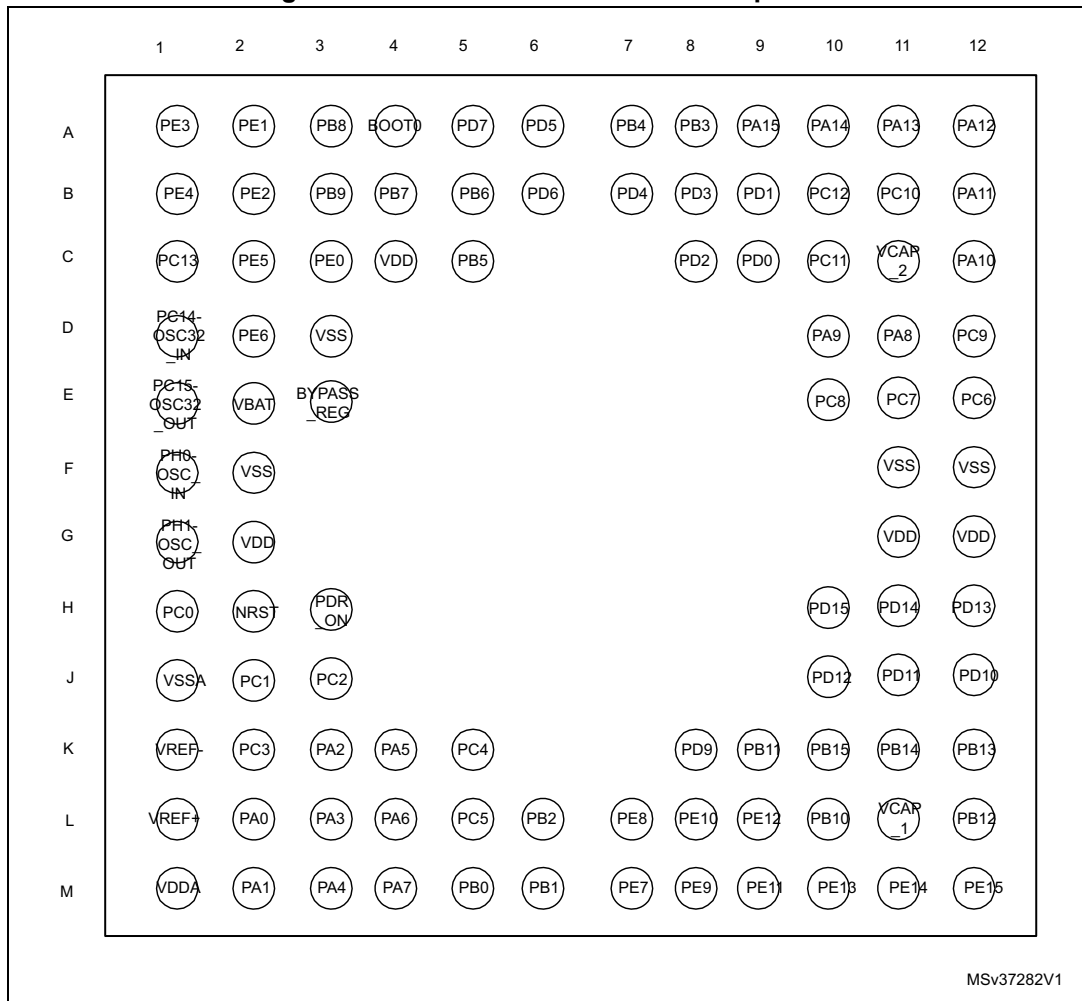 1 2 3 4 5 6 7 8 9 10 11 12
A PE3 PE1 PB8 BOOT0 PD7 PD5 PB4 PB3 PA15 PA14 PA13 PA12
B PE4 PE2 PB9 PB7 PB6 PD6 PD4 PD3 PD1 PC12 PC10 PA11
C PC13 PE5 PE0 VDD PB5 PD2 PD0 PC11 VCAP_2 PA10
D PC14-OSC32_IN PE6 VSS PA9 PA8 PC9
E PC15-OSC32_OUT VBAT BYPASS_REG PC8 PC7 PC6
F PH0-OSC_IN VSS VSS VSS
G PH1-OSC_OUT VDD VDD VDD
H PC0 NRST PDR_ON PD15 PD14 PD13
J VSSA PC1 PC2 PD12 PD11 PD10
K VREF- PC3 PA2 PA5 PC4 PD9 PB11 PB15 PB14 PB13
L VREF+ PA0 PA3 PA6 PC5 PB2 PE8 PE10 PE12 PB10 VCAP_1 PB12
M VDDA PA1 PA4 PA7 PB0 PB1 PE7 PE9 PE11 PE13 PE14 PE15
MSv37282V1